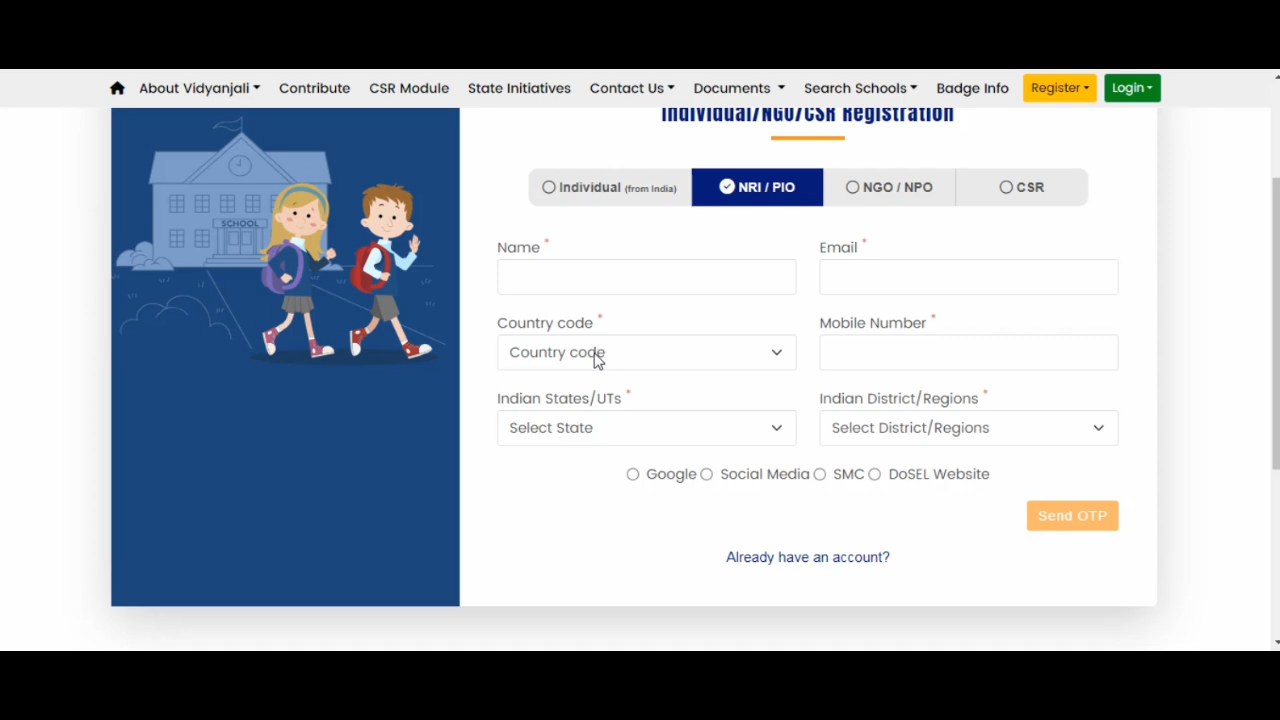 About Vidyanjali Contribute CSR Module State Initiatives Contact Us Documents Search Schools Badge Info Register Login
Individual/NGO/CSR Registration
SCHOOL
Individual (from India) NRI / PIO NGO / NPO CSR
Name * Email *
Country code * Mobile Number *
Country code
Indian States/UTs * Indian District/Regions *
Select State Select District/Regions
Google Social Media SMC DoSEL Website
Send OTP
Already have an account?